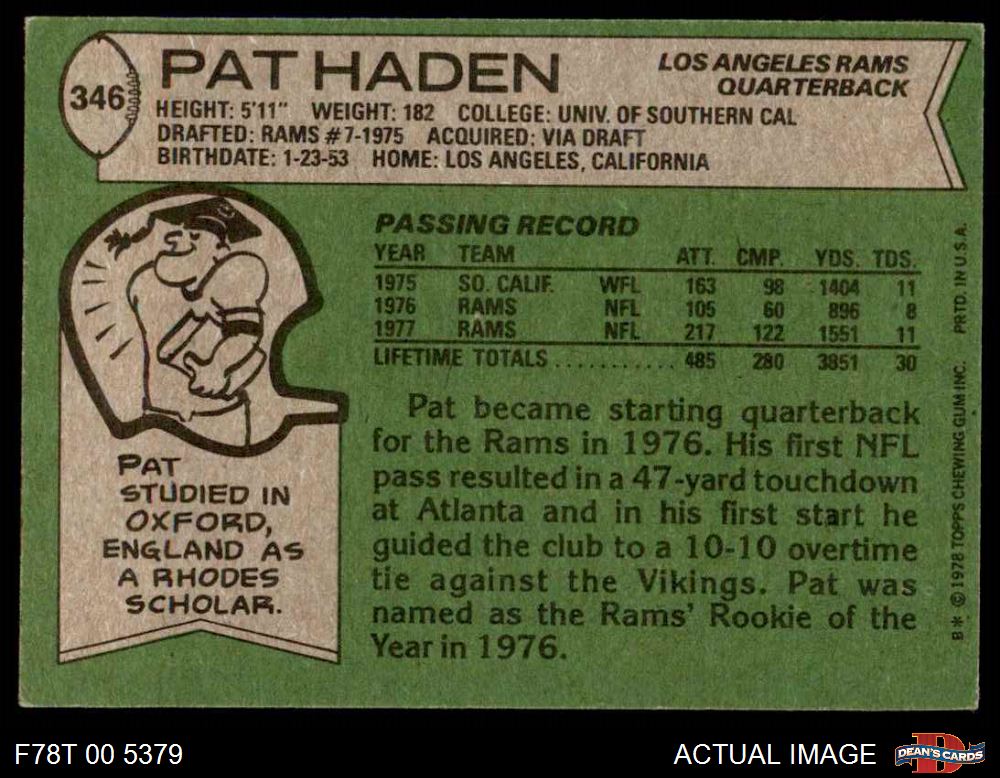 346
PAT HADEN
LOS ANGELES RAMS
QUARTERBACK
HEIGHT: 5'11" WEIGHT: 182 COLLEGE: UNIV. OF SOUTHERN CAL
DRAFTED: RAMS #7-1975 ACQUIRED: VIA DRAFT
BIRTHDATE: 1-23-53 HOME: LOS ANGELES, CALIFORNIA
PASSING RECORD
YEAR TEAM ATT. CMP. YDS. TDS.
1975 SO. CALIF. WFL 163 98 1404 11
1976 RAMS NFL 105 60 896 8
1977 RAMS NFL 217 122 1551 11
LIFETIME TOTALS ........... 485 280 3851 30
Pat became starting quarterback
for the Rams in 1976. His first NFL
pass resulted in a 47-yard touchdown
at Atlanta and in his first start he
guided the club to a 10-10 overtime
tie against the Vikings. Pat was
named as the Rams' Rookie of the
Year in 1976.
PAT
STUDIED IN
OXFORD,
ENGLAND AS
A RHODES
SCHOLAR.
B* © 1978 TOPPS CHEWING GUM INC. PRTD. IN U.S.A.
F78T 00 5379
ACTUAL IMAGE
DEAN'S CARDS